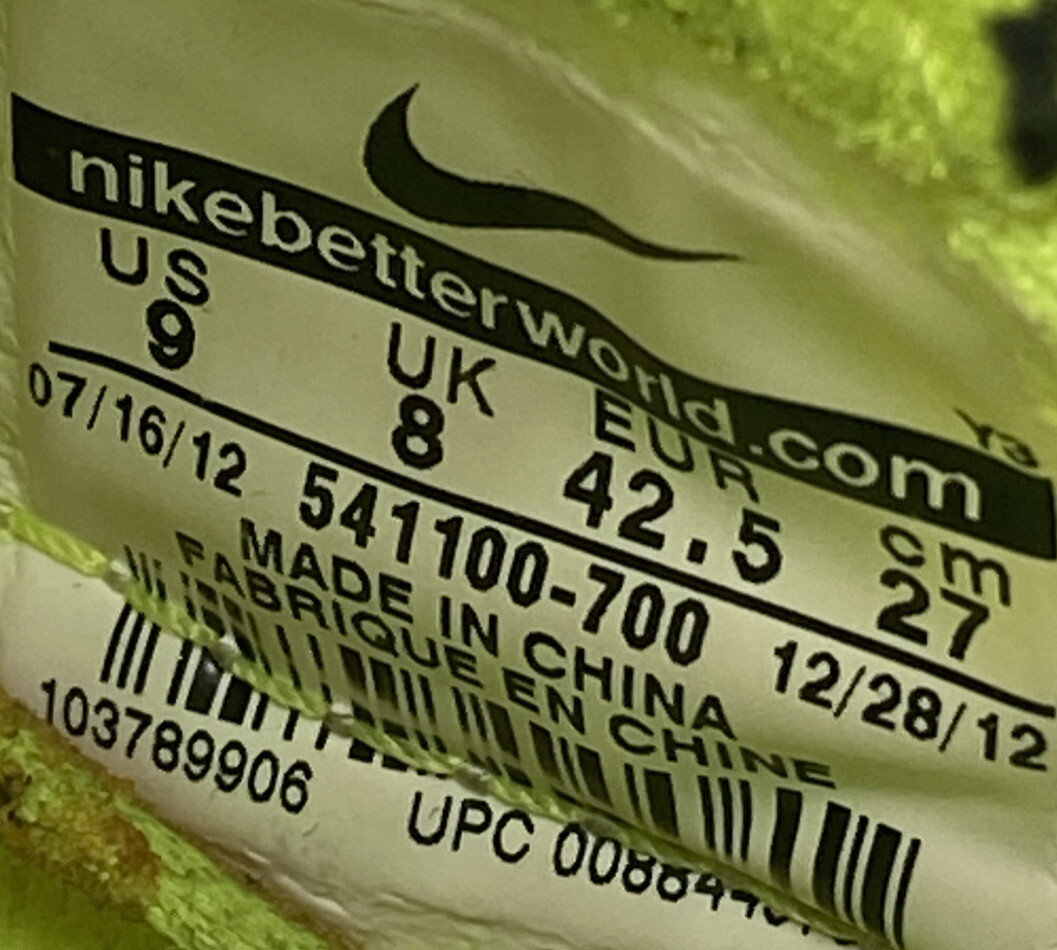 nikebetterworld.com
Y3
US UK EUR cm
9 8 42.5 27
07/16/12 541100-700 12/28/12
MADE IN CHINA
FABRIQUE EN CHINE
103789906 UPC